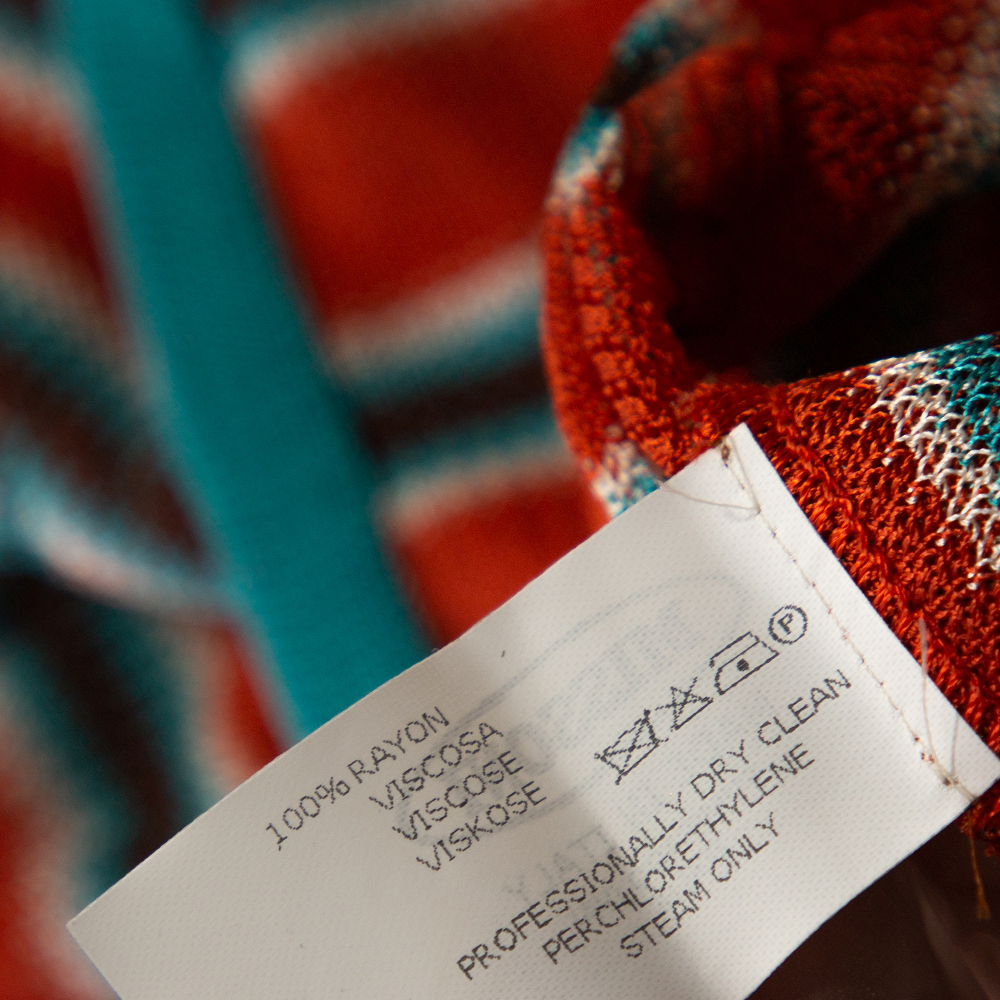 100% RAYON
VISCOSA
VISCOSE
VISKOSE
P
PROFESSIONALLY DRY CLEAN
PERCHLORETHYLENE
STEAM ONLY